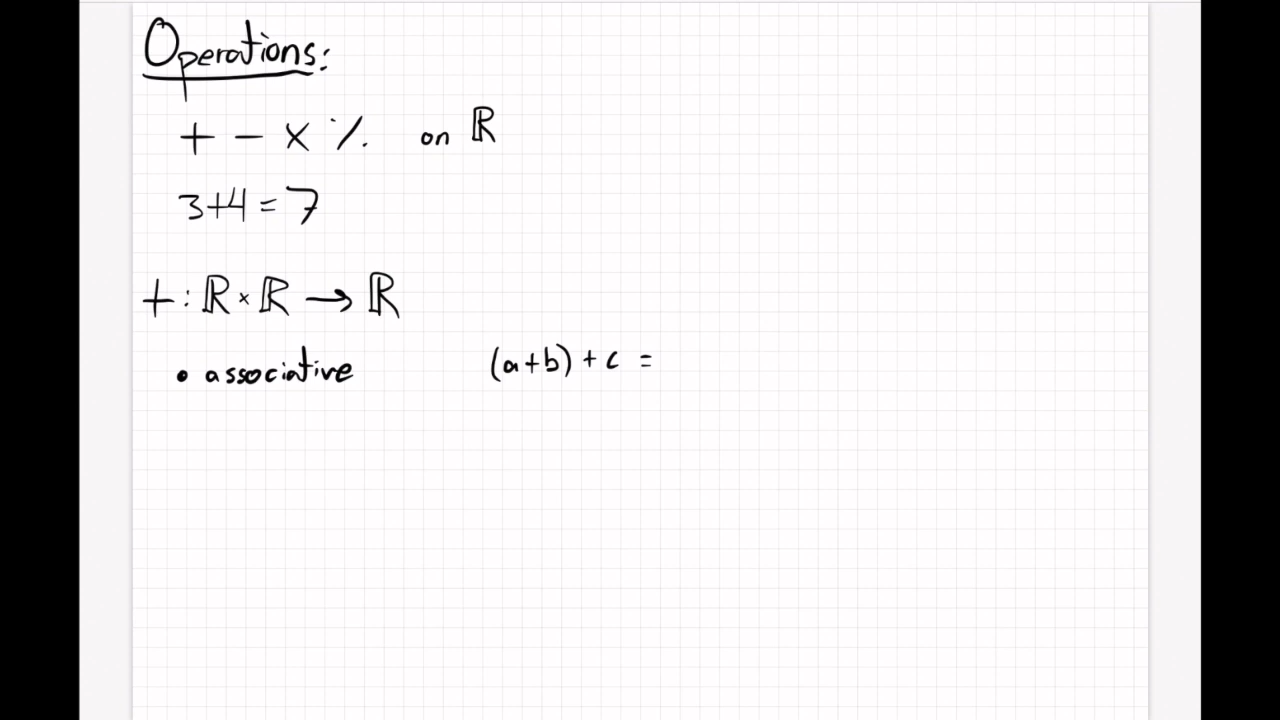 Operations:
+ − × ⁒ on ℝ
3+4=7
+ : ℝ × ℝ → ℝ
• associative (a+b) + c =